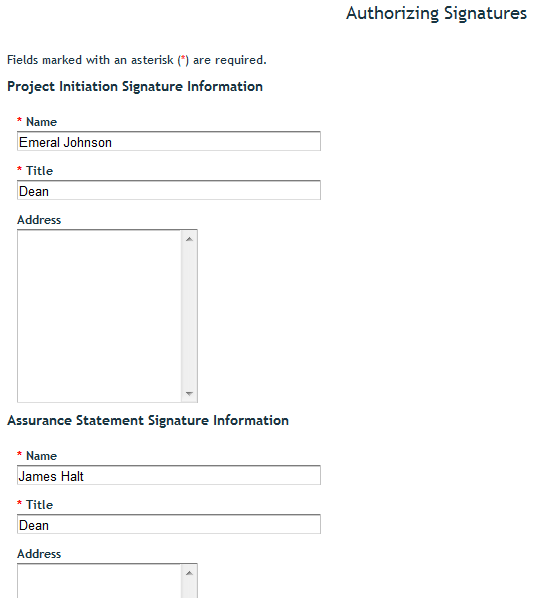 Authorizing Signatures
Fields marked with an asterisk (*) are required.
Project Initiation Signature Information
* Name
Emeral Johnson
* Title
Dean
Address
Assurance Statement Signature Information
* Name
James Halt
* Title
Dean
Address